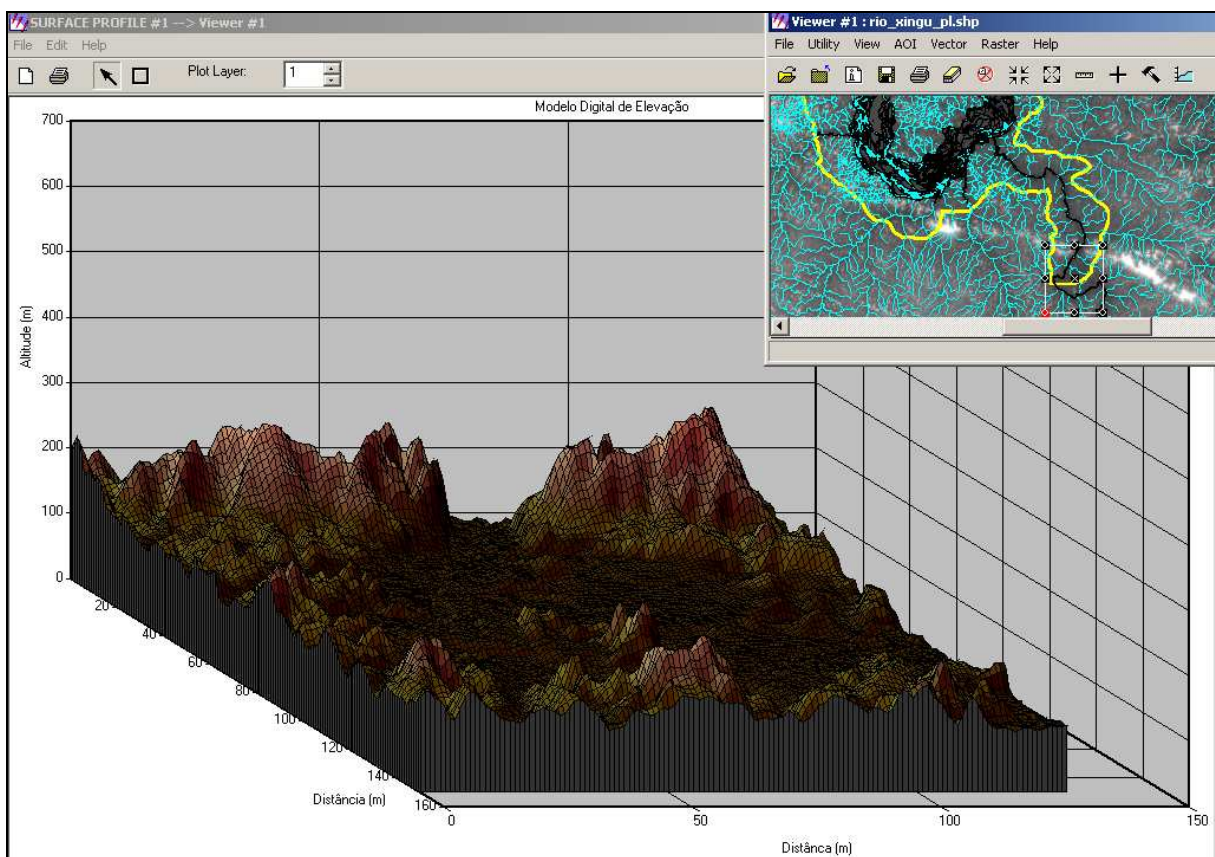 SURFACE PROFILE #1 --> Viewer #1
File Edit Help
Plot Layer: 1
Viewer #1 : rio_xingu_pl.shp
File Utility View AOI Vector Raster Help
Modelo Digital de Elevação
700
600
500
400
300
200
100
0
Altitude (m)
20
40
60
80
100
120
140
160
Distância (m)
0 50 100 150
Distânca (m)